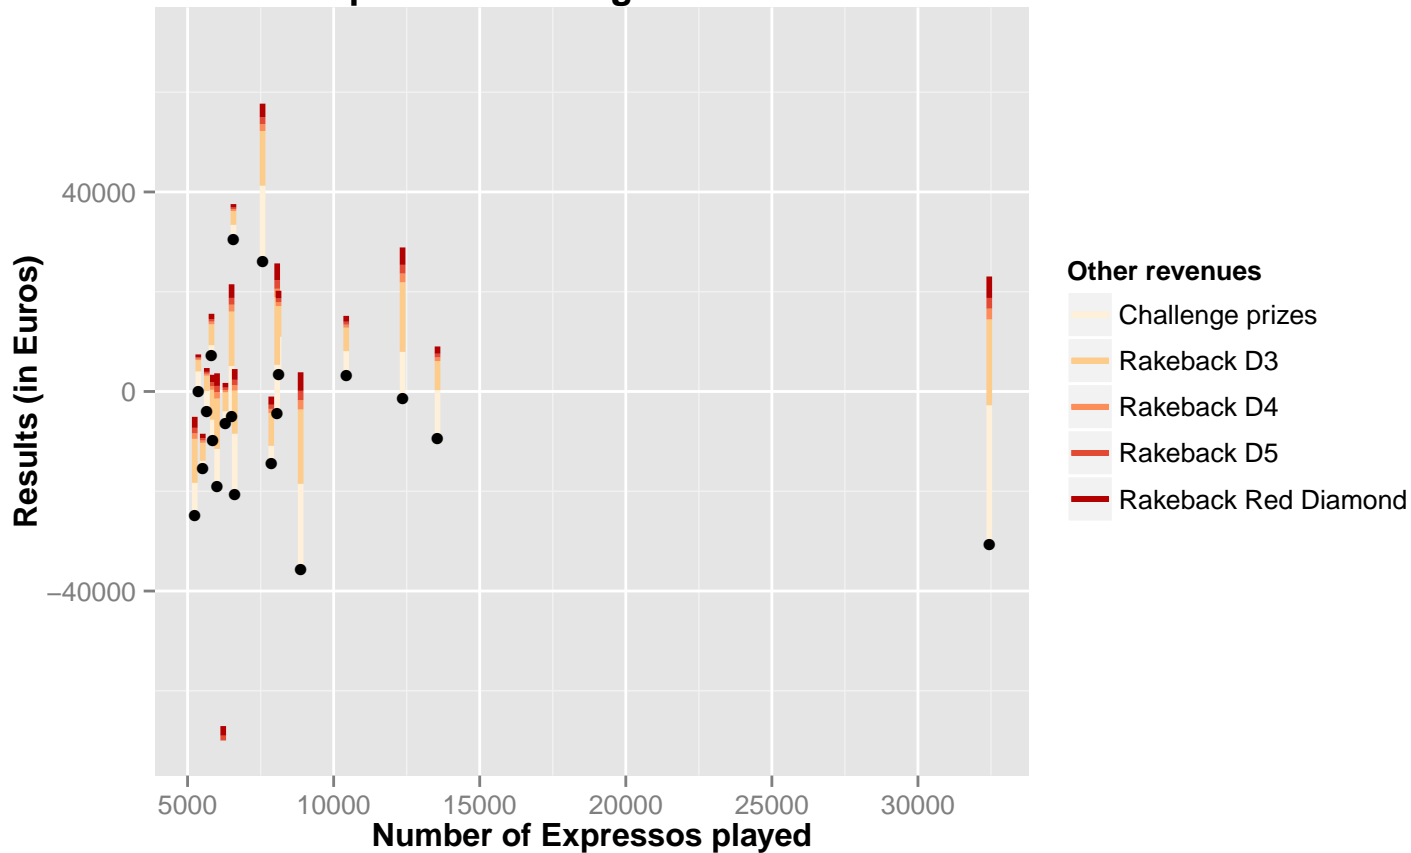 40000
0
−40000
5000 10000 15000 20000 25000 30000
Number of Expressos played
Results (in Euros)
Other revenues
Challenge prizes
Rakeback D3
Rakeback D4
Rakeback D5
Rakeback Red Diamond